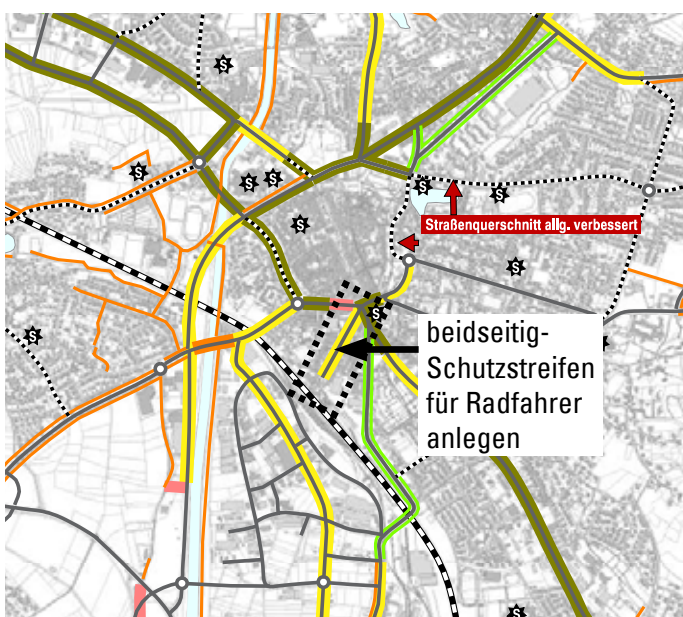 S
S
S
S
S
S
S
Straßenquerschnitt allg. verbessert
S
S
S
S
beidseitig-
Schutzstreifen
für Radfahrer
anlegen
S